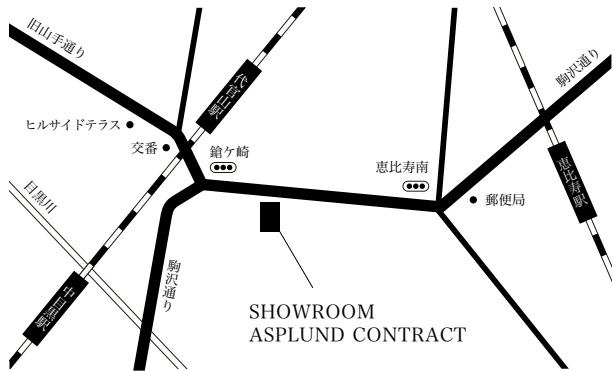 旧山手通り
代官山駅
駒沢通り
ヒルサイドテラス
交番
鎗ケ崎
恵比寿南
恵比寿駅
郵便局
目黒川
駒沢通り
中目黒駅
SHOWROOM
ASPLUND CONTRACT